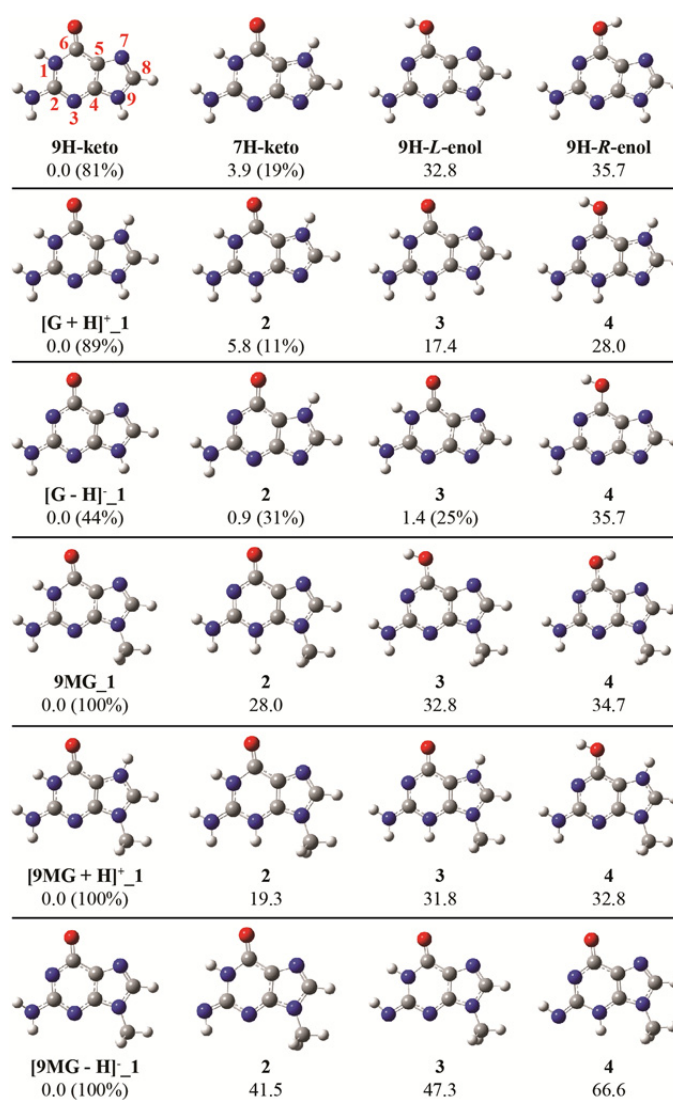 6 5 7 8
1 2 3 4 9
9H-keto 7H-keto 9H-L-enol 9H-R-enol
0.0 (81%) 3.9 (19%) 32.8 35.7
[G + H]⁺_1 2 3 4
0.0 (89%) 5.8 (11%) 17.4 28.0
[G - H]⁻_1 2 3 4
0.0 (44%) 0.9 (31%) 1.4 (25%) 35.7
9MG_1 2 3 4
0.0 (100%) 28.0 32.8 34.7
[9MG + H]⁺_1 2 3 4
0.0 (100%) 19.3 31.8 32.8
[9MG - H]⁻_1 2 3 4
0.0 (100%) 41.5 47.3 66.6